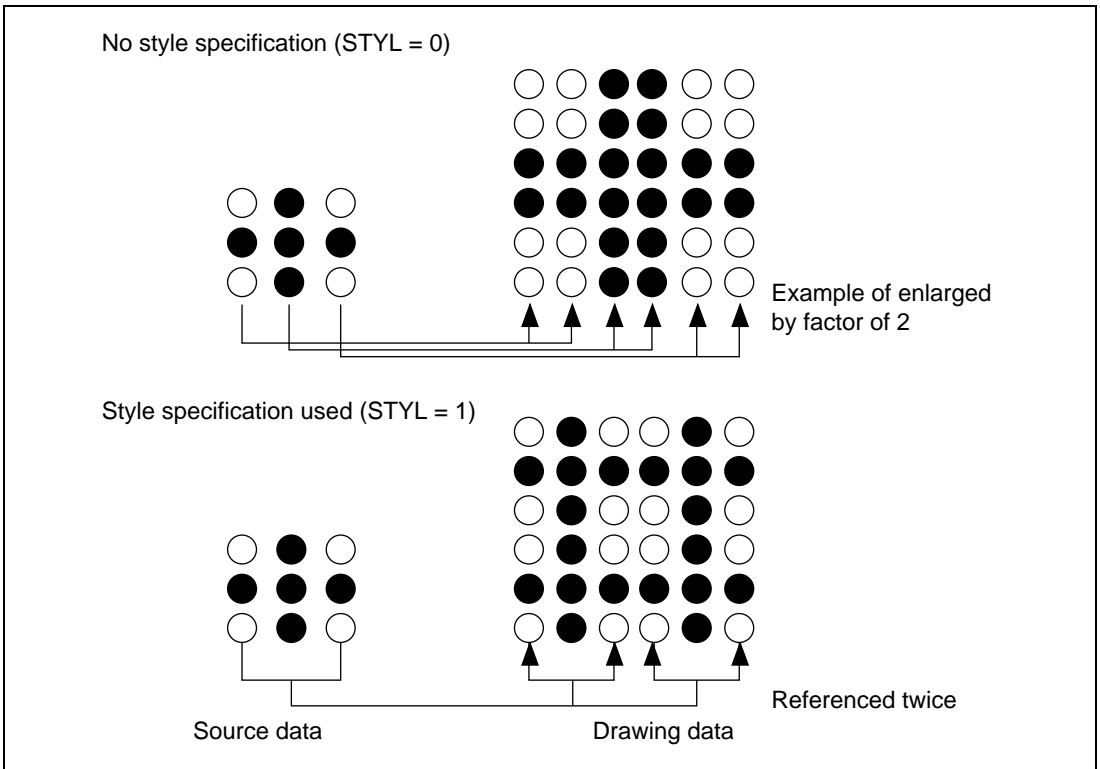 No style specification (STYL = 0)
Example of enlarged
by factor of 2
Style specification used (STYL = 1)
Referenced twice
Source data
Drawing data